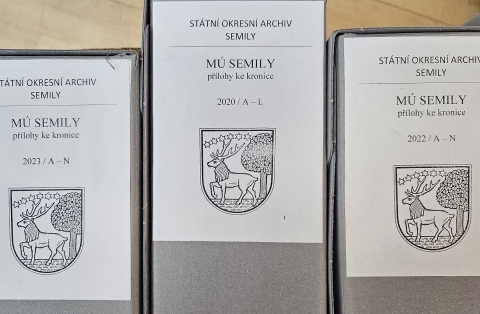 STÁTNÍ OKRESNÍ ARCHIV
SEMILY
MÚ SEMILY
přílohy ke kronice
2023 / A – N
STÁTNÍ OKRESNÍ ARCHIV
SEMILY
MÚ SEMILY
přílohy ke kronice
2020 / A – L
STÁTNÍ OKRESNÍ ARCHIV
SEMILY
MÚ SEMILY
přílohy ke kronice
2022 / A – N